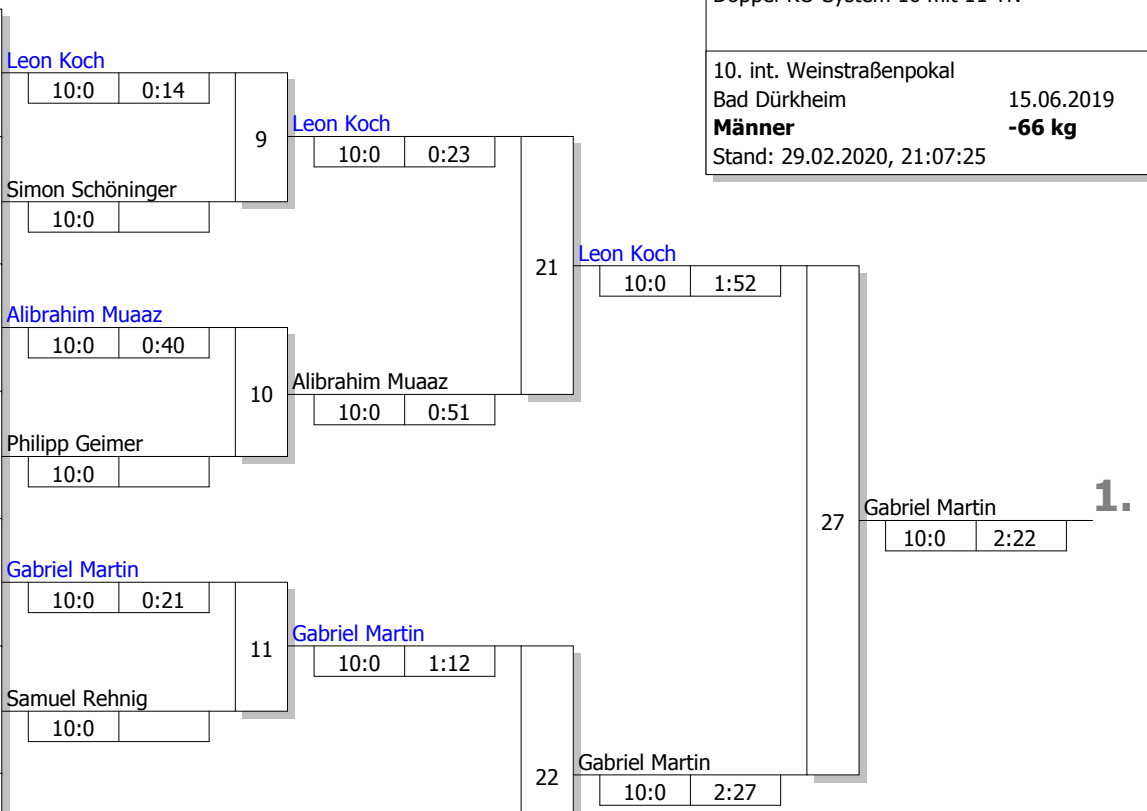 Leon Koch
10:0 0:14
9
Simon Schöninger
10:0
Alibrahim Muaaz
10:0 0:40
10
Philipp Geimer
10:0
Gabriel Martin
10:0 0:21
11
Samuel Rehnig
10:0
Leon Koch
10:0 0:23
21
Alibrahim Muaaz
10:0 0:51
Gabriel Martin
10:0 1:12
22
Leon Koch
10:0 1:52
27
Gabriel Martin
10:0 2:27
Gabriel Martin
10:0 2:22
1.
10. int. Weinstraßenpokal
Bad Dürkheim 15.06.2019
Männer -66 kg
Stand: 29.02.2020, 21:07:25